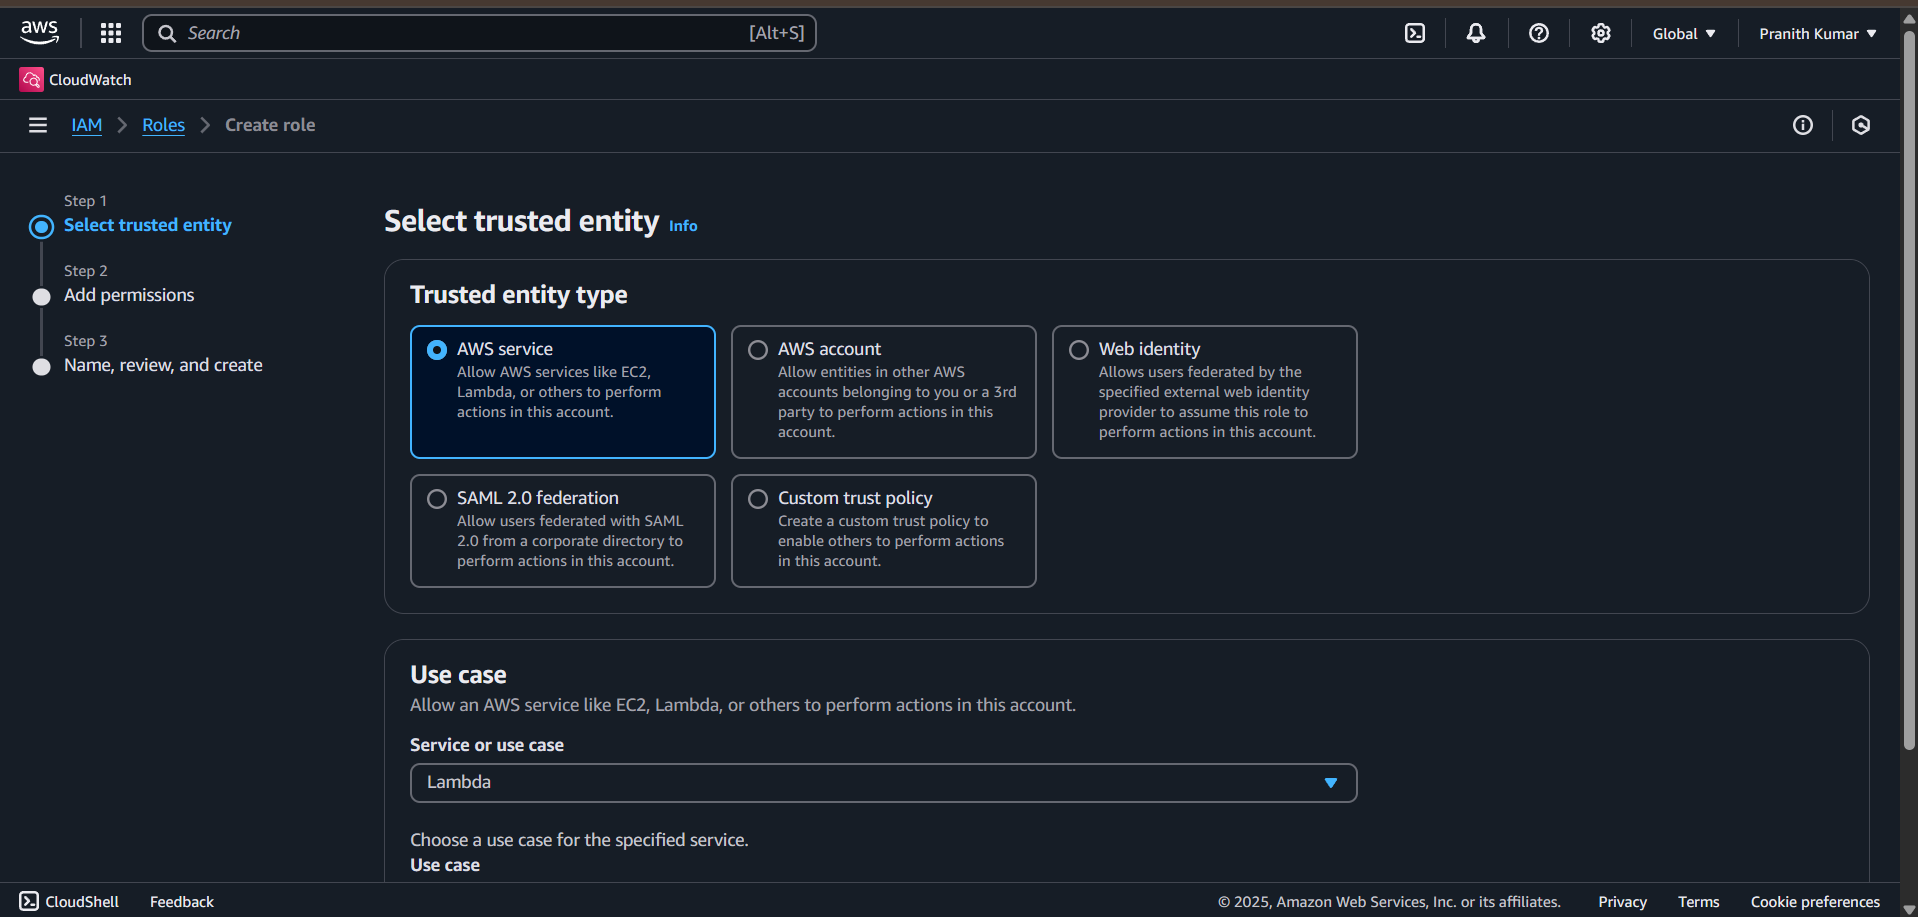 aws
Search [Alt+S]
Global
Pranith Kumar
CloudWatch
IAM > Roles > Create role
Step 1
Select trusted entity
Step 2
Add permissions
Step 3
Name, review, and create
Select trusted entity Info
Trusted entity type
AWS service
Allow AWS services like EC2,
Lambda, or others to perform
actions in this account.
AWS account
Allow entities in other AWS
accounts belonging to you or a 3rd
party to perform actions in this
account.
Web identity
Allows users federated by the
specified external web identity
provider to assume this role to
perform actions in this account.
SAML 2.0 federation
Allow users federated with SAML
2.0 from a corporate directory to
perform actions in this account.
Custom trust policy
Create a custom trust policy to
enable others to perform actions
in this account.
Use case
Allow an AWS service like EC2, Lambda, or others to perform actions in this account.
Service or use case
Lambda
Choose a use case for the specified service.
Use case
CloudShell
Feedback
© 2025, Amazon Web Services, Inc. or its affiliates.
Privacy
Terms
Cookie preferences